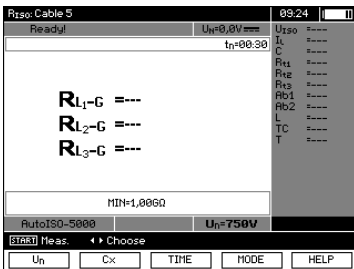 RISO: Cable 5 09:24
Ready! UN=0,0V
tn=00:30
RL1-G =---
RL2-G =---
RL3-G =---
MIN=1,00GΩ
AutoISO-5000 Un=750V
UISO =---
IL =---
C =---
Rt1 =---
Rt2 =---
Rt3 =---
Ab1 =---
Ab2 =---
L =---
TC =---
T =---
START Meas. Choose
Un Cx TIME MODE HELP